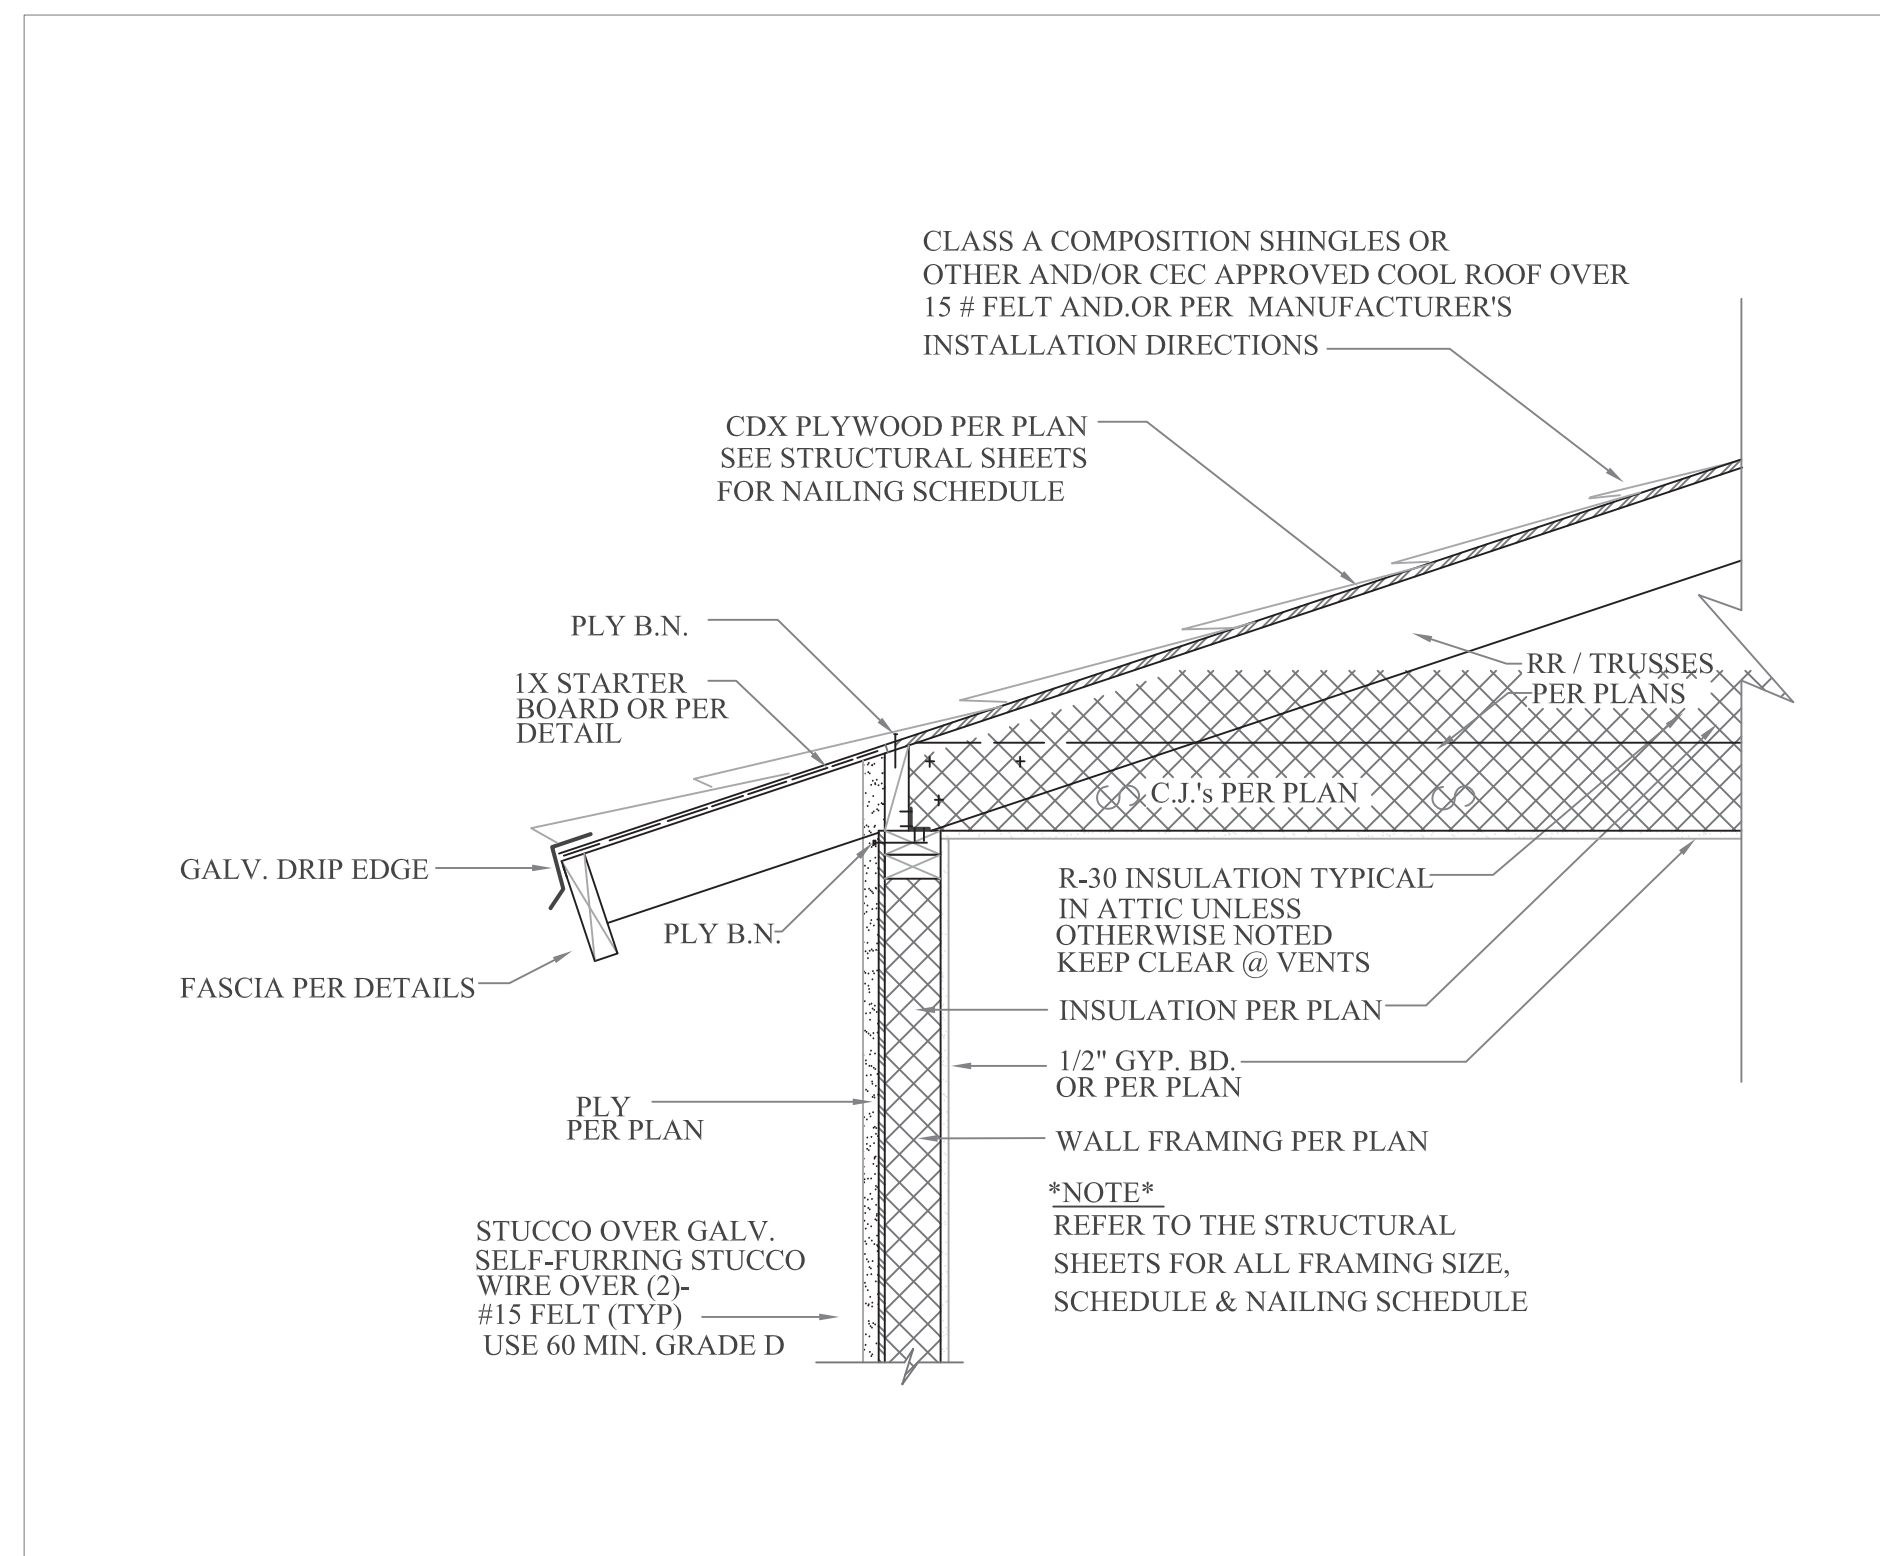 CLASS A COMPOSITION SHINGLES OR
OTHER AND/OR CEC APPROVED COOL ROOF OVER
15 # FELT AND.OR PER MANUFACTURER'S
INSTALLATION DIRECTIONS
CDX PLYWOOD PER PLAN
SEE STRUCTURAL SHEETS
FOR NAILING SCHEDULE
PLY B.N.
1X STARTER
BOARD OR PER
DETAIL
RR / TRUSSES
PER PLANS
C.J.'s PER PLAN
GALV. DRIP EDGE
PLY B.N.
FASCIA PER DETAILS
R-30 INSULATION TYPICAL
IN ATTIC UNLESS
OTHERWISE NOTED
KEEP CLEAR @ VENTS
INSULATION PER PLAN
1/2" GYP. BD.
OR PER PLAN
PLY
PER PLAN
WALL FRAMING PER PLAN
*NOTE*
REFER TO THE STRUCTURAL
SHEETS FOR ALL FRAMING SIZE,
SCHEDULE & NAILING SCHEDULE
STUCCO OVER GALV.
SELF-FURRING STUCCO
WIRE OVER (2)-
#15 FELT (TYP)
USE 60 MIN. GRADE D